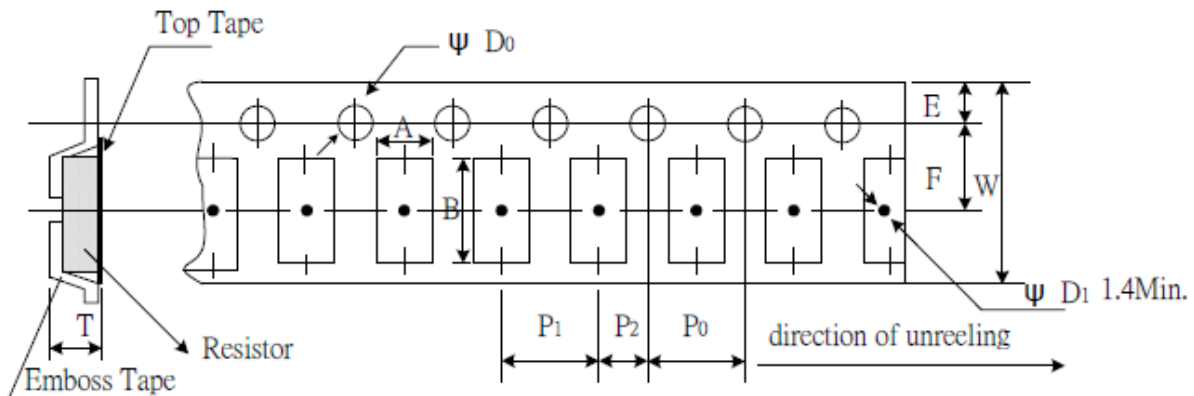 Top Tape
ψ D0
E
A
F
W
B
ψ D1 1.4Min.
T
P1
P2
P0
direction of unreeling
Resistor
Emboss Tape